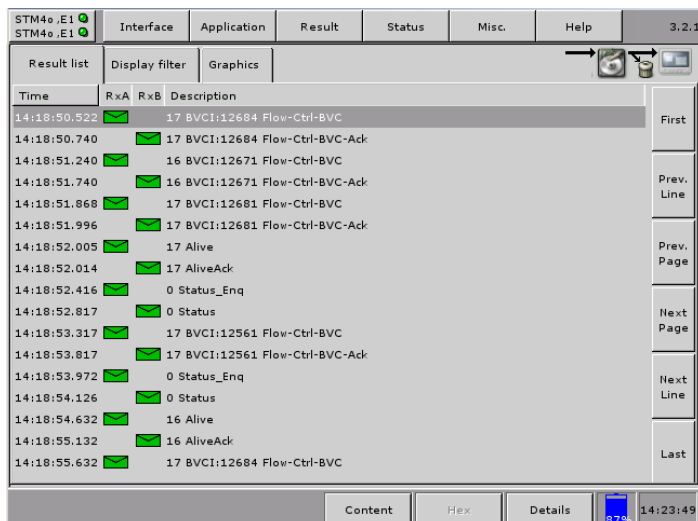 STM4o ,E1
STM4o ,E1
Interface
Application
Result
Status
Misc.
Help
3.2.1
Result list
Display filter
Graphics
Time RxA RxB Description
14:18:50.522 17 BVCI:12684 Flow-Ctrl-BVC
14:18:50.740 17 BVCI:12684 Flow-Ctrl-BVC-Ack
14:18:51.240 16 BVCI:12671 Flow-Ctrl-BVC
14:18:51.740 16 BVCI:12671 Flow-Ctrl-BVC-Ack
14:18:51.868 17 BVCI:12681 Flow-Ctrl-BVC
14:18:51.996 17 BVCI:12681 Flow-Ctrl-BVC-Ack
14:18:52.005 17 Alive
14:18:52.014 17 AliveAck
14:18:52.416 0 Status_Enq
14:18:52.817 0 Status
14:18:53.317 17 BVCI:12561 Flow-Ctrl-BVC
14:18:53.817 17 BVCI:12561 Flow-Ctrl-BVC-Ack
14:18:53.972 0 Status_Enq
14:18:54.126 0 Status
14:18:54.632 16 Alive
14:18:55.132 16 AliveAck
14:18:55.632 17 BVCI:12684 Flow-Ctrl-BVC
First
Prev.
Line
Prev.
Page
Next
Page
Next
Line
Last
Content
Hex
Details
87%
14:23:49